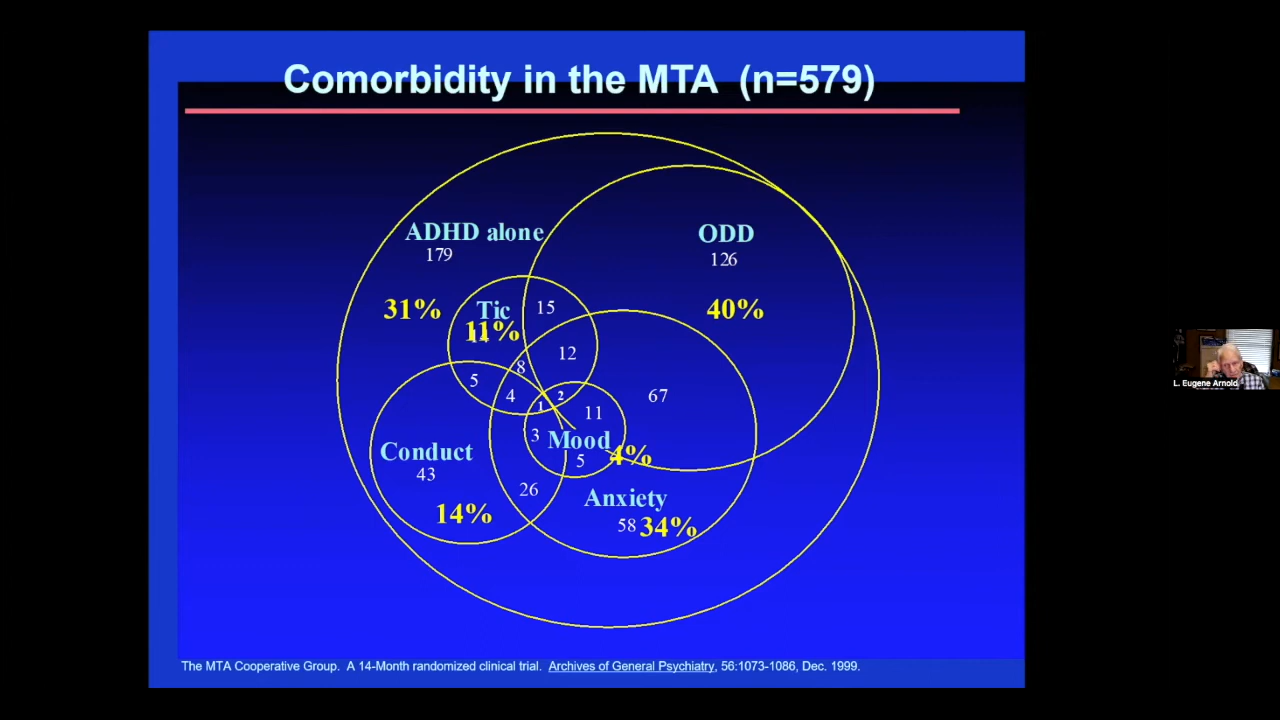 Comorbidity in the MTA (n=579)
ADHD alone
179
31%
ODD
126
40%
Tic
11%
14
15
12
8
5
4
1
2
11
67
3
Mood
4%
5
Conduct
43
14%
26
Anxiety
58
34%
The MTA Cooperative Group. A 14-Month randomized clinical trial. Archives of General Psychiatry, 56:1073-1086, Dec. 1999.
L. Eugene Arnold